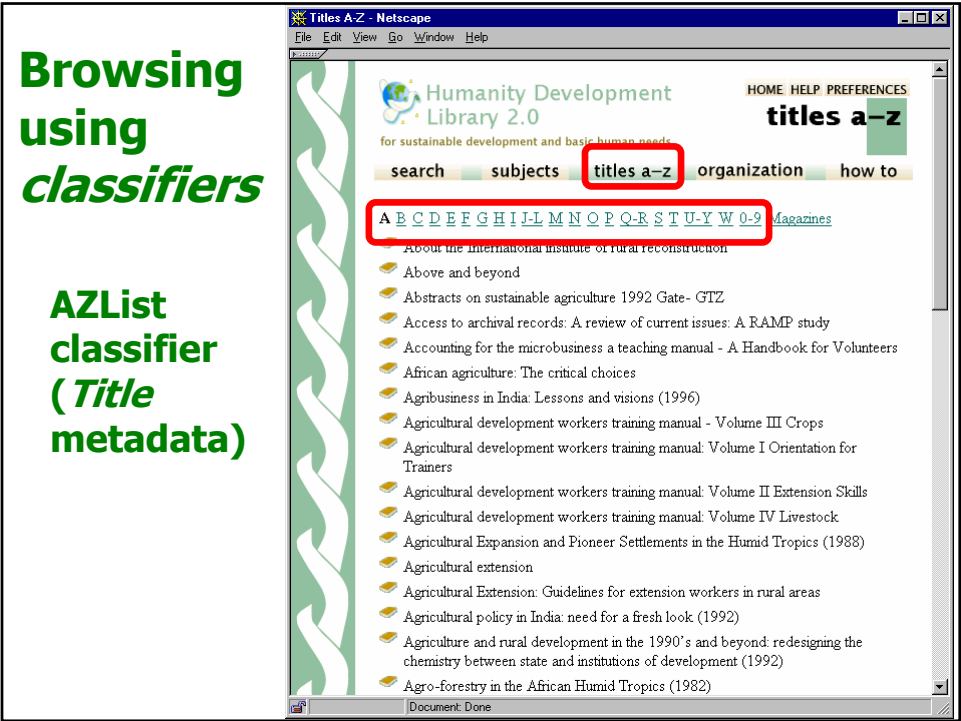 Browsing
using
classifiers
AZList
classifier
(Title
metadata)
Titles A-Z - Netscape
File Edit View Go Window Help
Humanity Development
Library 2.0
for sustainable development and basic human needs
HOME HELP PREFERENCES
titles a–z
search subjects titles a–z organization how to
A B C D E F G H I J-L M N O P Q-R S T U-Y W 0-9 Magazines
About the International institute of rural reconstruction
Above and beyond
Abstracts on sustainable agriculture 1992 Gate- GTZ
Access to archival records: A review of current issues: A RAMP study
Accounting for the microbusiness a teaching manual - A Handbook for Volunteers
African agriculture: The critical choices
Agribusiness in India: Lessons and visions (1996)
Agricultural development workers training manual - Volume III Crops
Agricultural development workers training manual: Volume I Orientation for
Trainers
Agricultural development workers training manual: Volume II Extension Skills
Agricultural development workers training manual: Volume IV Livestock
Agricultural Expansion and Pioneer Settlements in the Humid Tropics (1988)
Agricultural extension
Agricultural Extension: Guidelines for extension workers in rural areas
Agricultural policy in India: need for a fresh look (1992)
Agriculture and rural development in the 1990's and beyond: redesigning the
chemistry between state and institutions of development (1992)
Agro-forestry in the African Humid Tropics (1982)
Document: Done